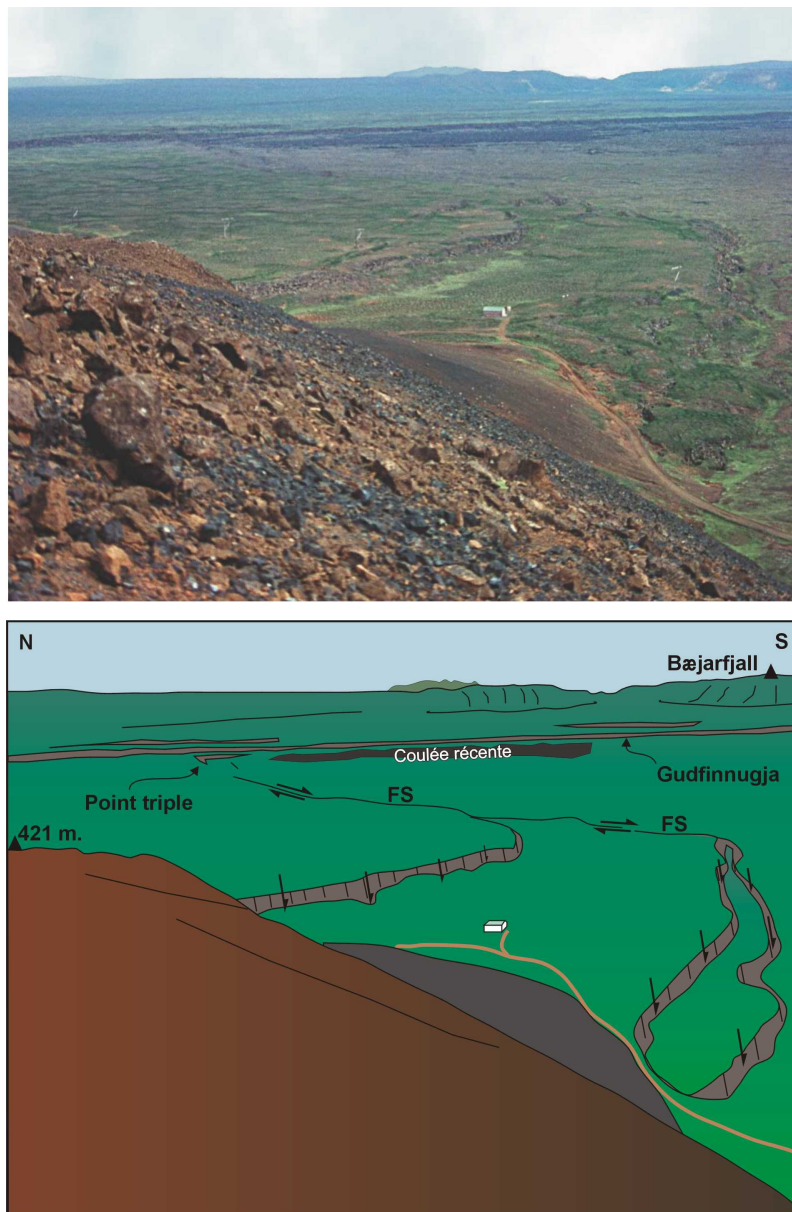 N
S
Bæjarfjall
Coulée récente
Gudfinnugja
Point triple
FS
421 m.
FS